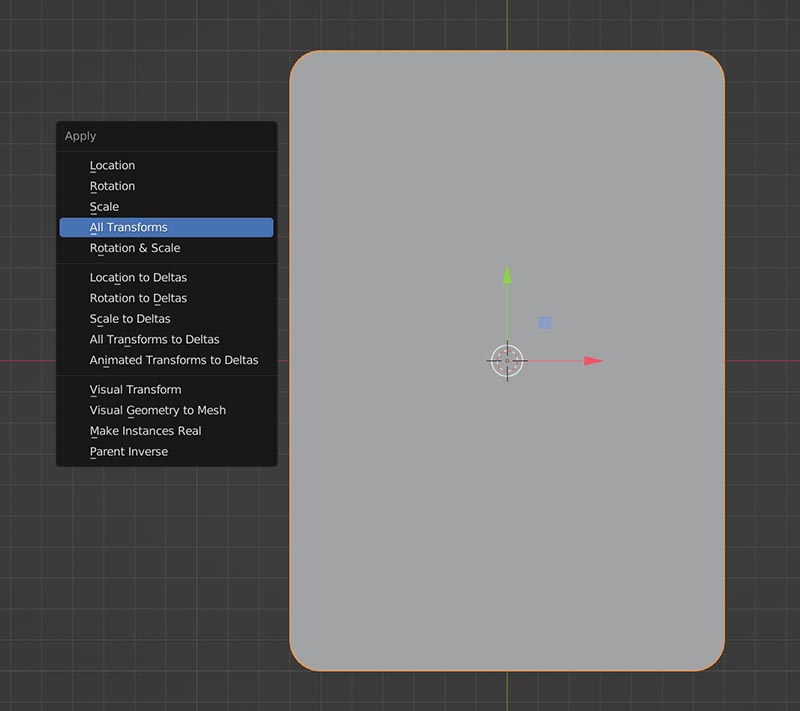 Apply
Location
Rotation
Scale
All Transforms
Rotation & Scale
Location to Deltas
Rotation to Deltas
Scale to Deltas
All Transforms to Deltas
Animated Transforms to Deltas
Visual Transform
Visual Geometry to Mesh
Make Instances Real
Parent Inverse